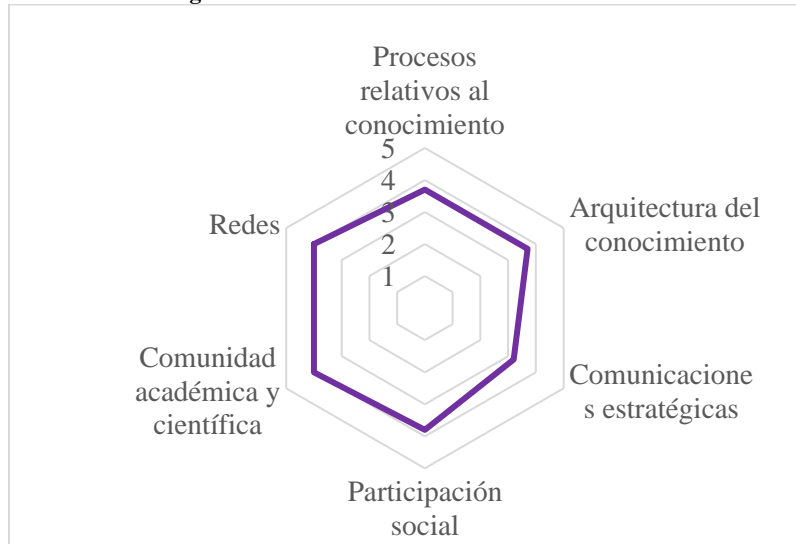 g
Procesos
relativos al
conocimiento
5
4
3
2
1
Redes
Arquitectura del
conocimiento
Comunidad
académica y
científica
Comunicacione
s estratégicas
Participación
social